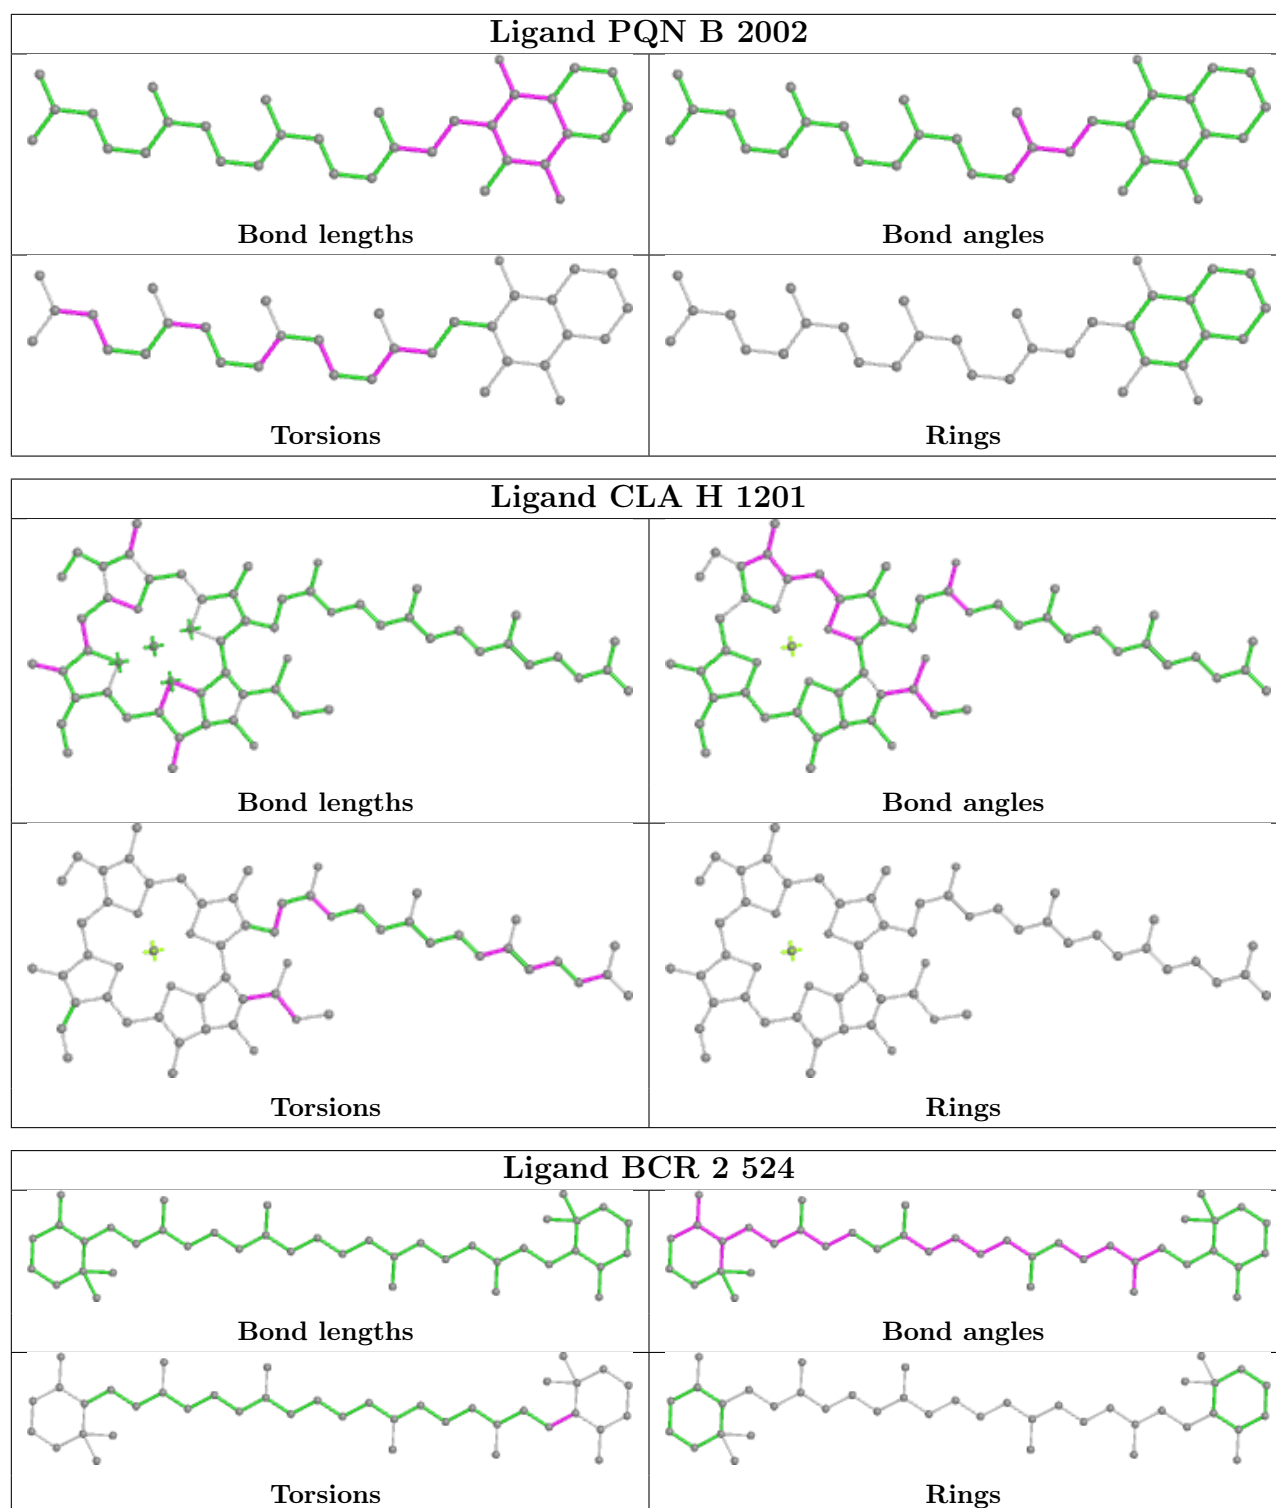 Ligand PQN B 2002
Bond lengths
Bond angles
Torsions
Rings
Ligand CLA H 1201
Bond lengths
Bond angles
Torsions
Rings
Ligand BCR 2 524
Bond lengths
Bond angles
Torsions
Rings